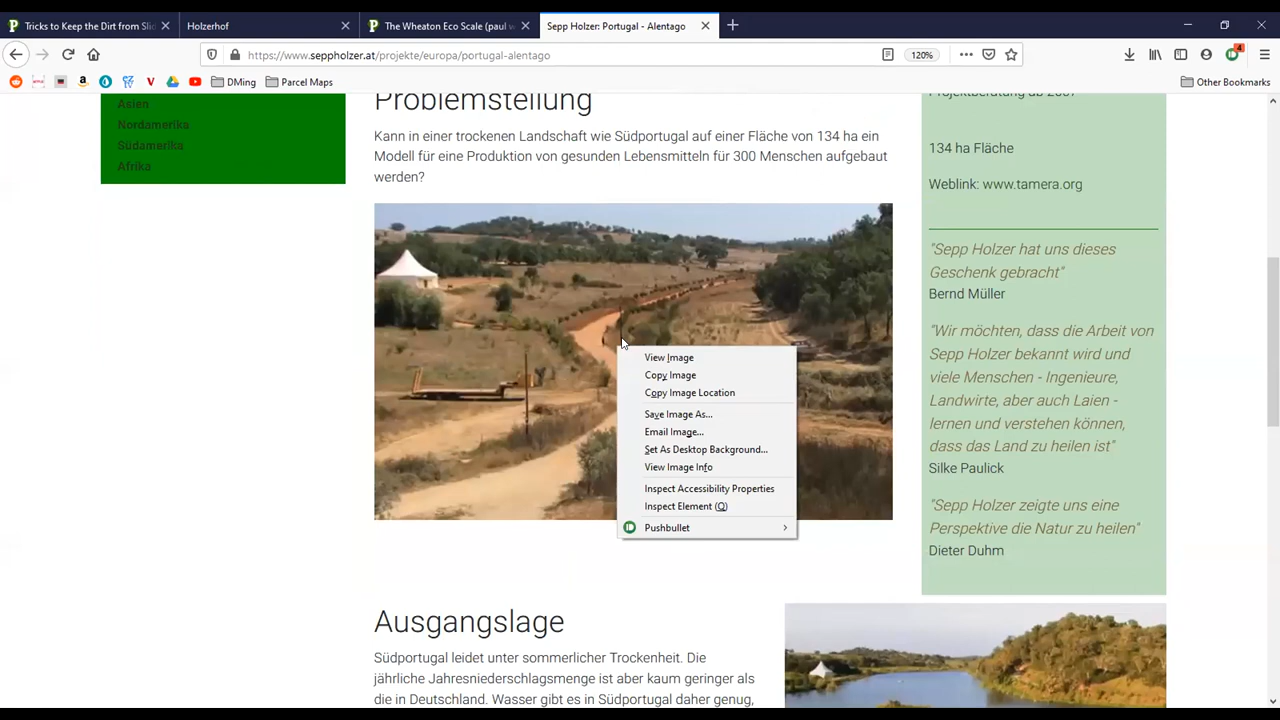 Tricks to Keep the Dirt from Slid
Holzerhof
The Wheaton Eco Scale (paul w
Sepp Holzer: Portugal - Alentago
https://www.seppholzer.at/projekte/europa/portugal-alentago
120%
4
DMing
Parcel Maps
Other Bookmarks
Asien
Nordamerika
Südamerika
Afrika
Problemstellung
Kann in einer trockenen Landschaft wie Südportugal auf einer Fläche von 134 ha ein
Modell für eine Produktion von gesunden Lebensmitteln für 300 Menschen aufgebaut
werden?
View Image
Copy Image
Copy Image Location
Save Image As...
Email Image...
Set As Desktop Background...
View Image Info
Inspect Accessibility Properties
Inspect Element (Q)
Pushbullet
Ausgangslage
Südportugal leidet unter sommerlicher Trockenheit. Die
jährliche Jahresniederschlagsmenge ist aber kaum geringer als
die in Deutschland. Wasser gibt es in Südportugal daher genug,
Projektberatung ab 2007
134 ha Fläche
Weblink: www.tamera.org
"Sepp Holzer hat uns dieses
Geschenk gebracht"
Bernd Müller
"Wir möchten, dass die Arbeit von
Sepp Holzer bekannt wird und
viele Menschen - Ingenieure,
Landwirte, aber auch Laien -
lernen und verstehen können,
dass das Land zu heilen ist"
Silke Paulick
"Sepp Holzer zeigte uns eine
Perspektive die Natur zu heilen"
Dieter Duhm